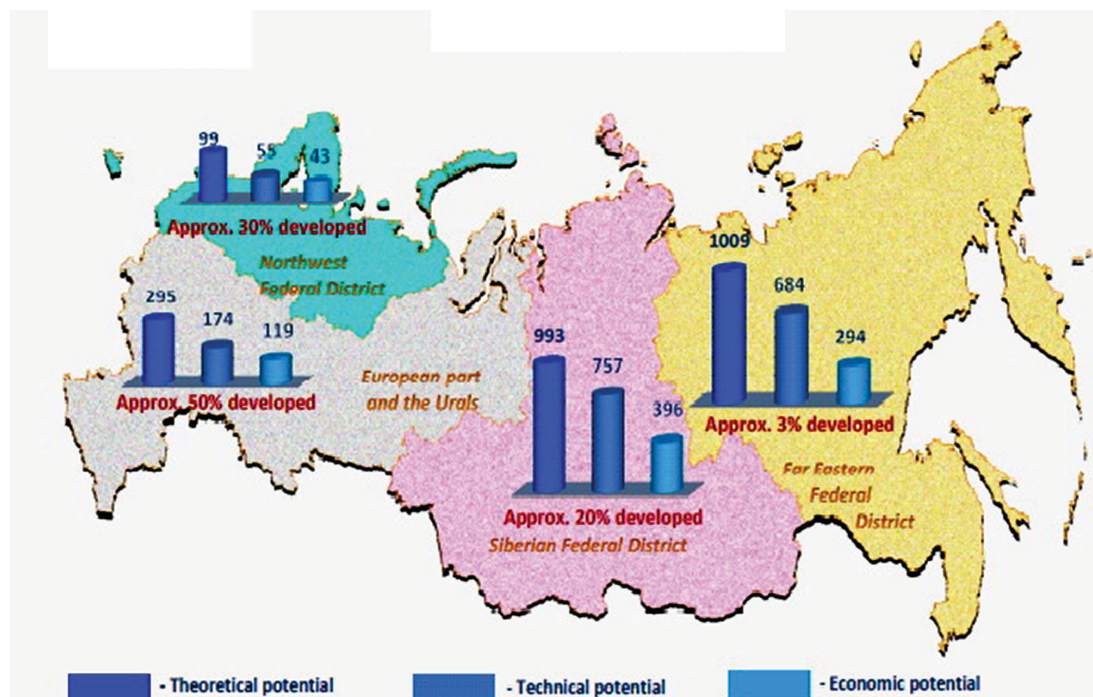 99
55
43
Approx. 30% developed
Northwest
Federal District
295
174
119
Approx. 50% developed
European part
and the Urals
993
757
396
Approx. 20% developed
Siberian Federal District
1009
684
294
Approx. 3% developed
Far Eastern
Federal
District
- Theoretical potential
- Technical potential
- Economic potential